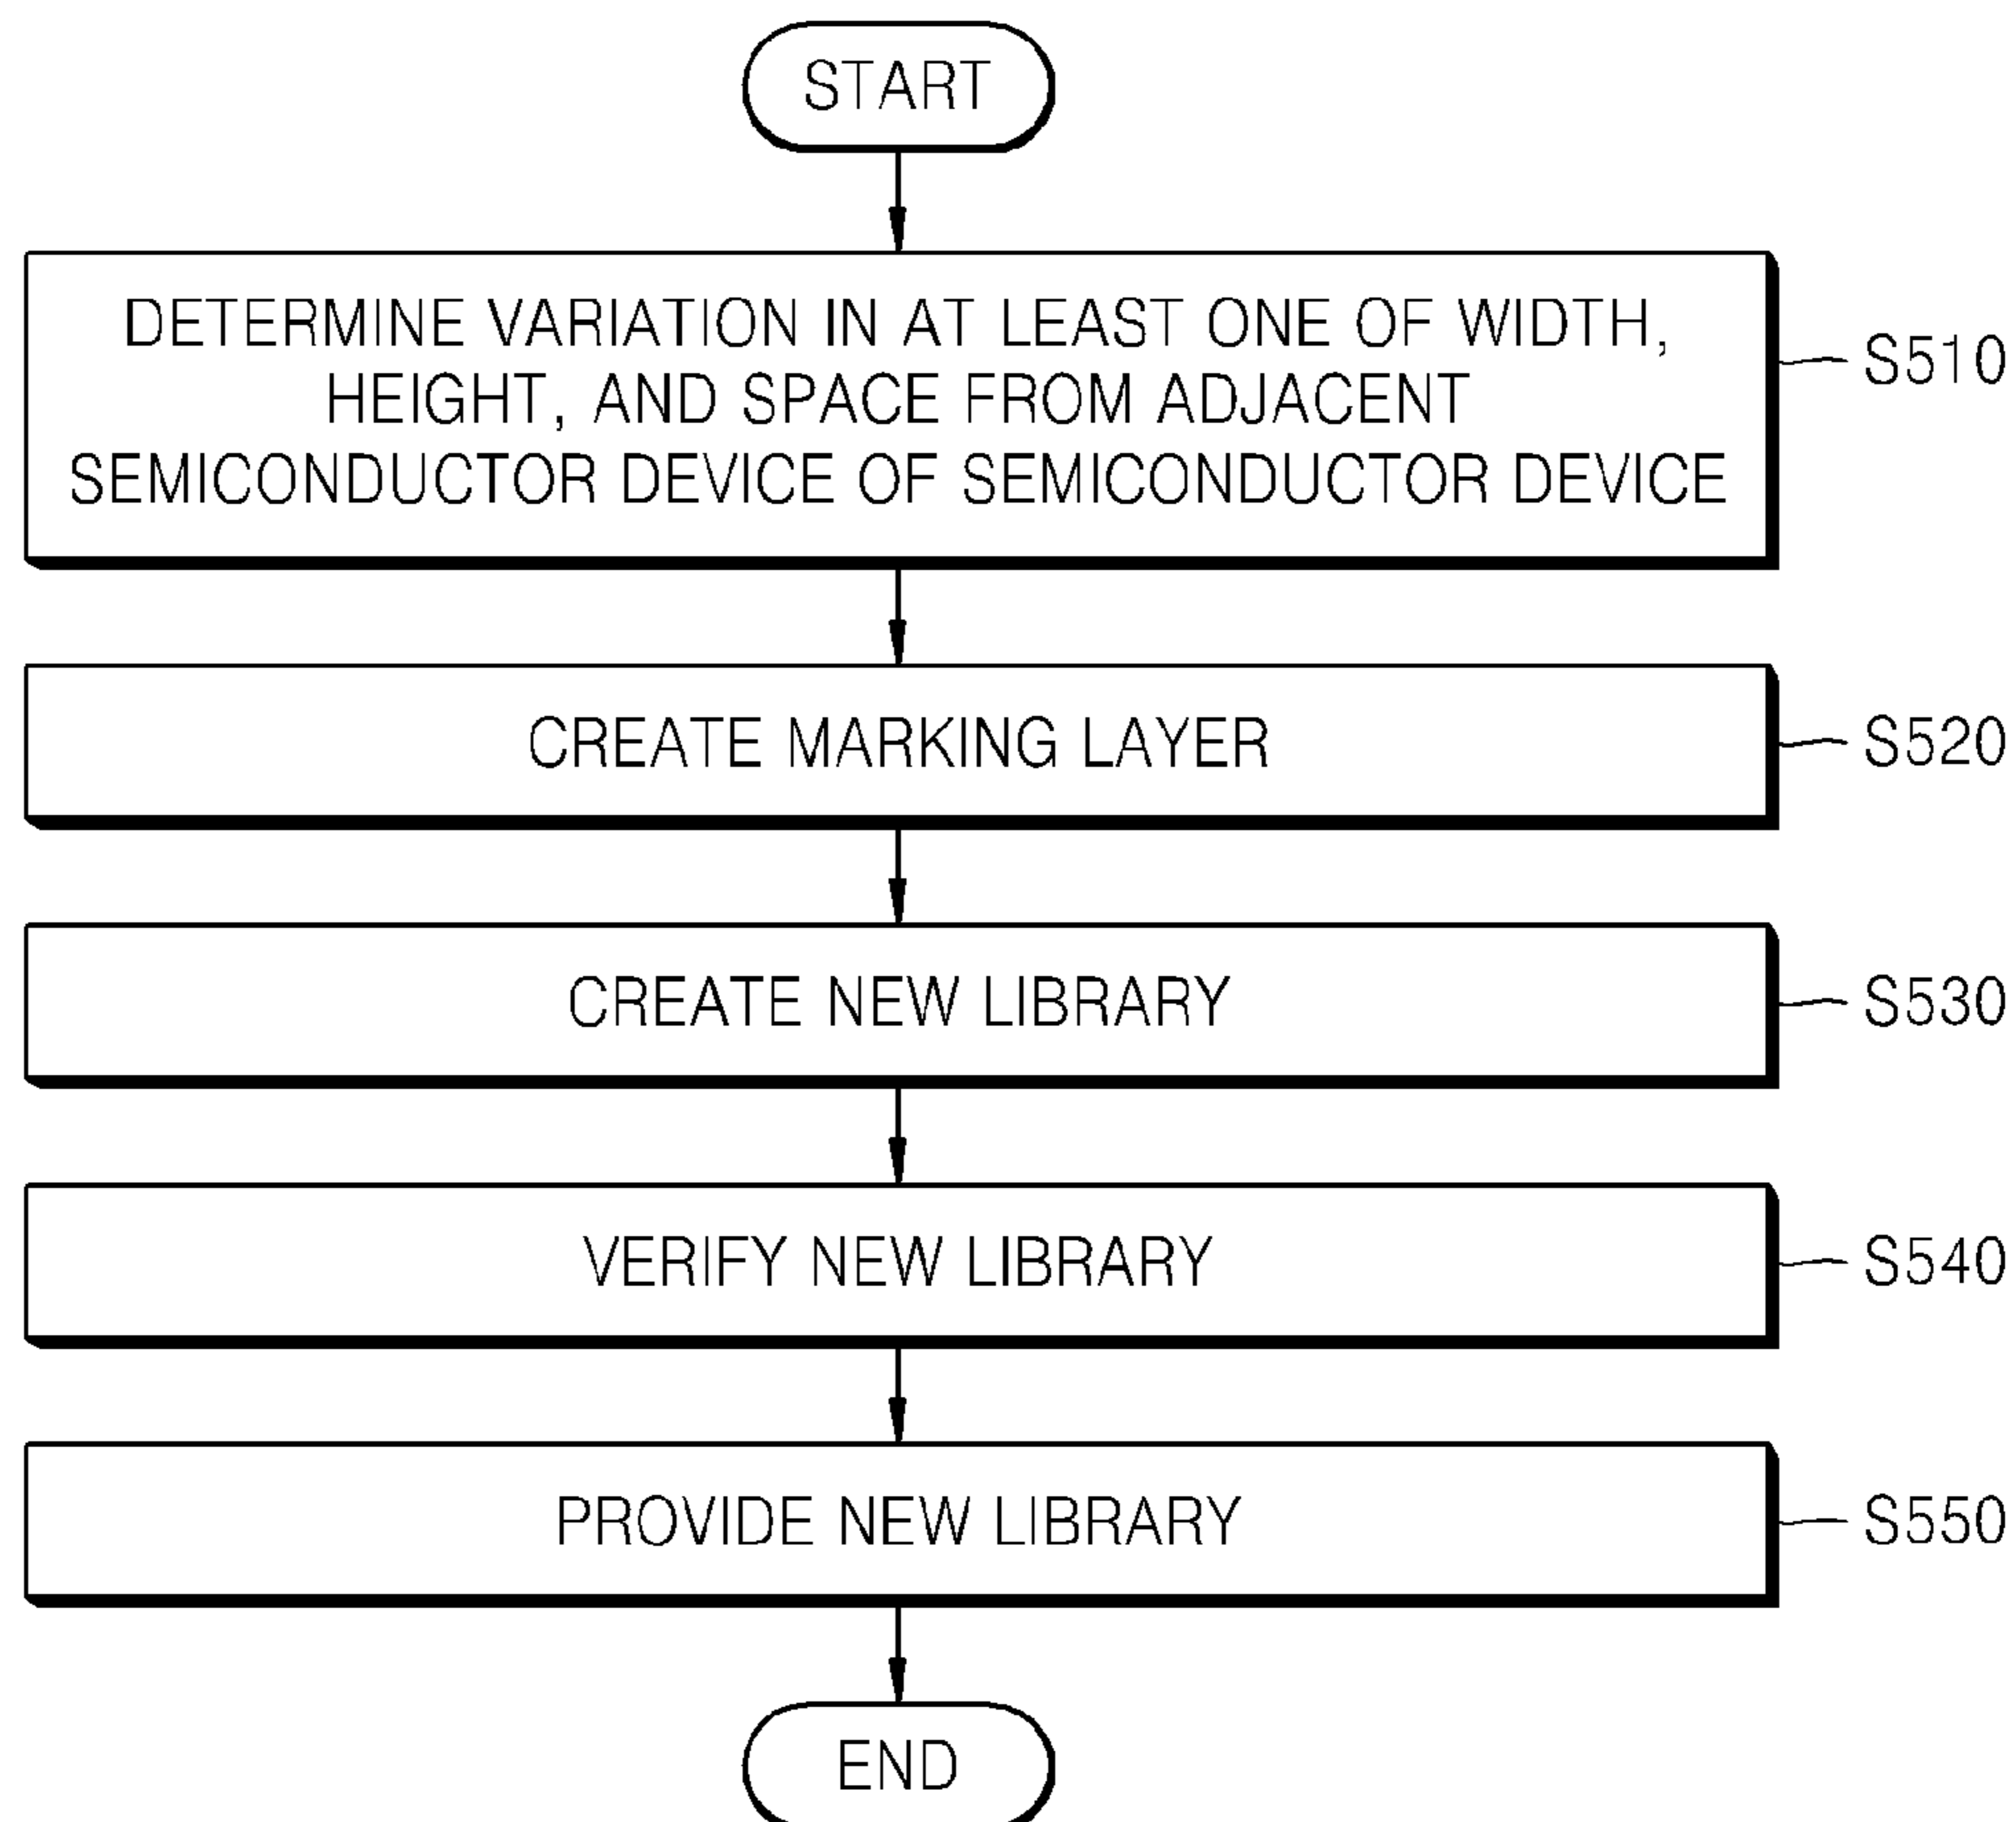 START
DETERMINE VARIATION IN AT LEAST ONE OF WIDTH,
HEIGHT, AND SPACE FROM ADJACENT
SEMICONDUCTOR DEVICE OF SEMICONDUCTOR DEVICE
S510
CREATE MARKING LAYER
S520
CREATE NEW LIBRARY
S530
VERIFY NEW LIBRARY
S540
PROVIDE NEW LIBRARY
S550
END